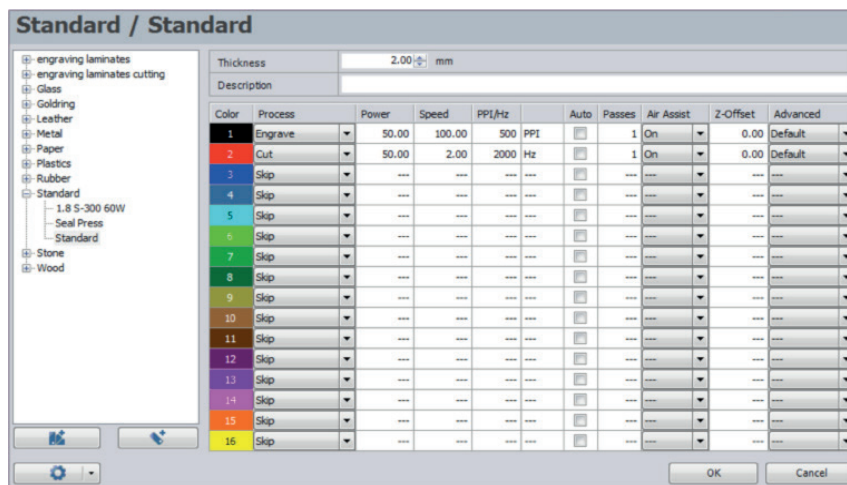 Standard / Standard
engraving laminates
engraving laminates cutting
Glass
Goldring
Leather
Metal
Paper
Plastics
Rubber
Standard
1.8 S-300 60W
Seal Press
Standard
Stone
Wood
Thickness 2.00 mm
Description
Color Process Power Speed PPI/Hz Auto Passes Air Assist Z-Offset Advanced
1 Engrave 50.00 100.00 500 PPI 1 On 0.00 Default
2 Cut 50.00 2.00 2000 Hz 1 On 0.00 Default
3 Skip --- --- --- --- --- --- --- ---
4 Skip --- --- --- --- --- --- --- ---
5 Skip --- --- --- --- --- --- --- ---
6 Skip --- --- --- --- --- --- --- ---
7 Skip --- --- --- --- --- --- --- ---
8 Skip --- --- --- --- --- --- --- ---
9 Skip --- --- --- --- --- --- --- ---
10 Skip --- --- --- --- --- --- --- ---
11 Skip --- --- --- --- --- --- --- ---
12 Skip --- --- --- --- --- --- --- ---
13 Skip --- --- --- --- --- --- --- ---
14 Skip --- --- --- --- --- --- --- ---
15 Skip --- --- --- --- --- --- --- ---
16 Skip --- --- --- --- --- --- --- ---
OK Cancel